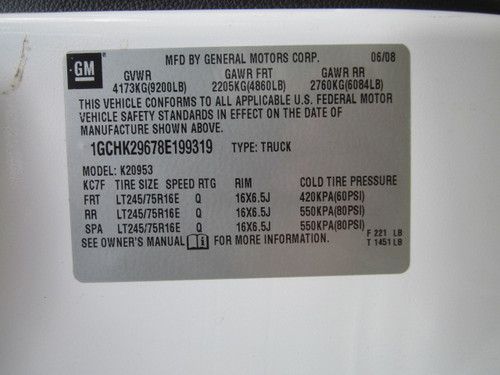 GM
MFD BY GENERAL MOTORS CORP. 06/08
GVWR GAWR FRT GAWR RR
4173KG(9200LB) 2205KG(4860LB) 2760KG(6084LB)
THIS VEHICLE CONFORMS TO ALL APPLICABLE U.S. FEDERAL MOTOR
VEHICLE SAFETY STANDARDS IN EFFECT ON THE DATE OF
MANUFACTURE SHOWN ABOVE.
1GCHK29678E199319 TYPE: TRUCK
MODEL: K20953
KC7F TIRE SIZE SPEED RTG RIM COLD TIRE PRESSURE
FRT LT245/75R16E Q 16X6.5J 420KPA(60PSI)
RR LT245/75R16E Q 16X6.5J 550KPA(80PSI)
SPA LT245/75R16E Q 16X6.5J 550KPA(80PSI)
SEE OWNER'S MANUAL FOR MORE INFORMATION. F 221 LB
T 1451 LB